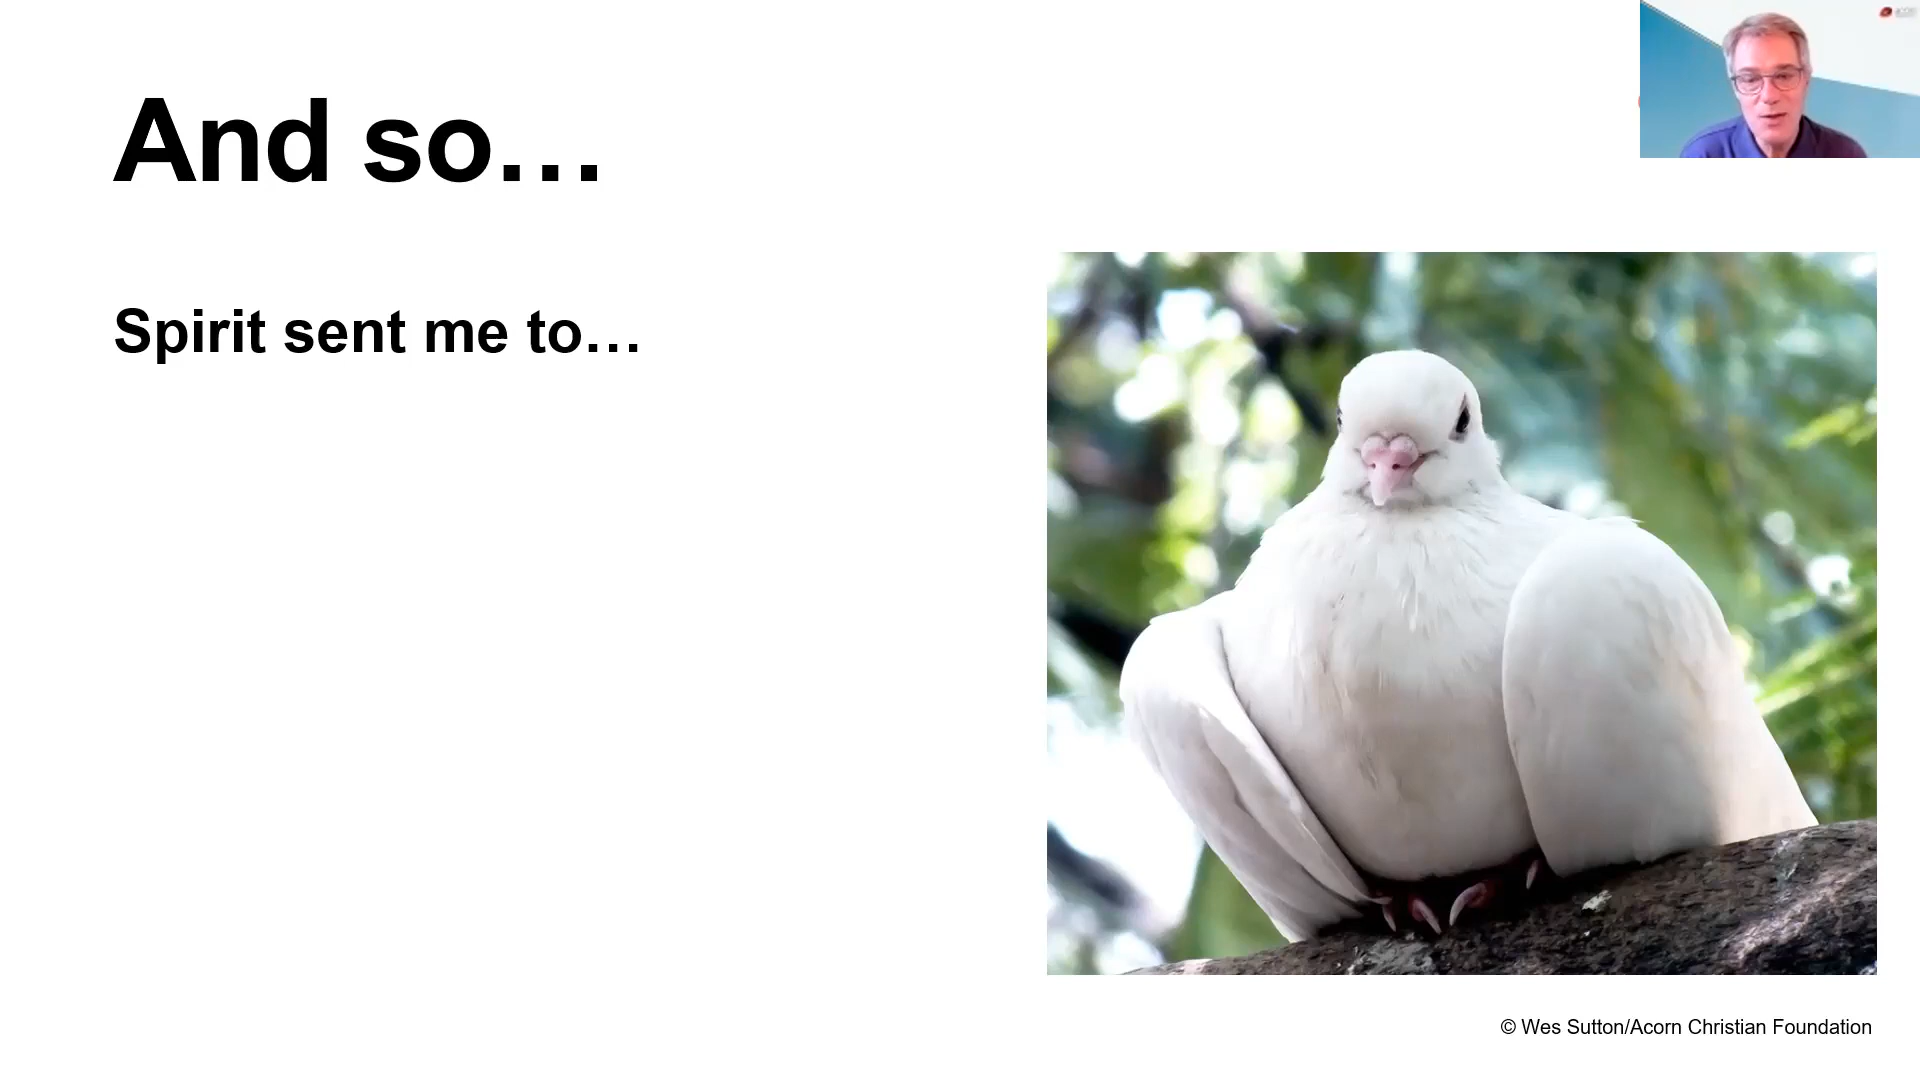 And so…
Spirit sent me to…
© Wes Sutton/Acorn Christian Foundation